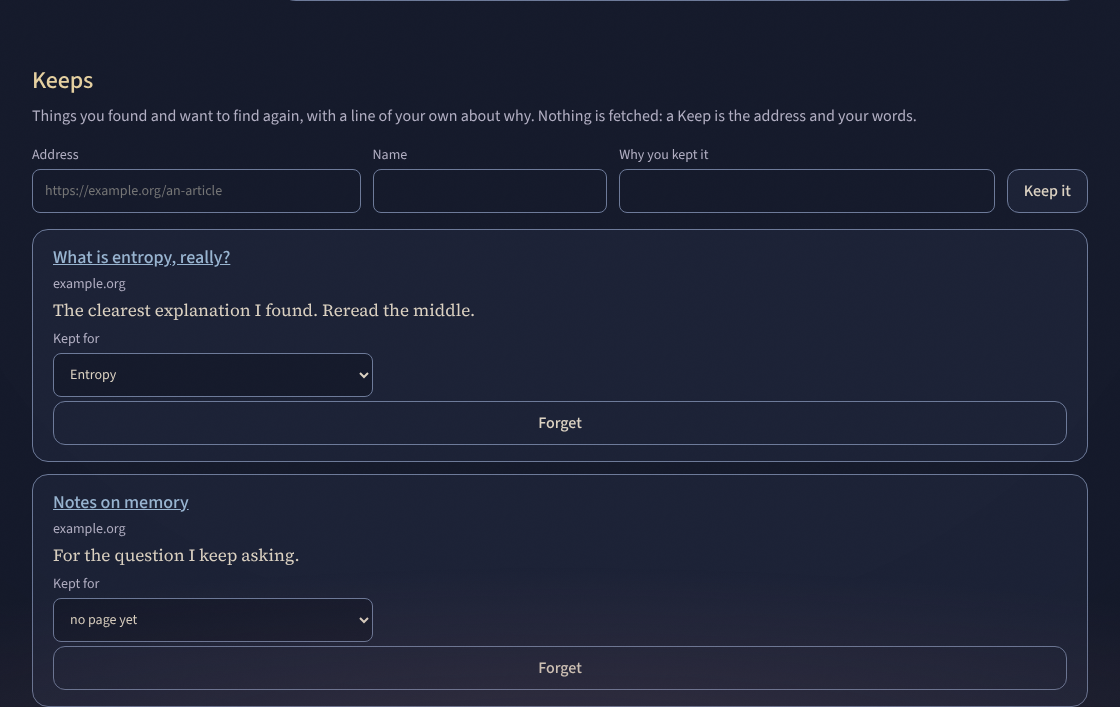 Keeps
Things you found and want to find again, with a line of your own about why. Nothing is fetched: a Keep is the address and your words.
Address
Name
Why you kept it
https://example.org/an-article
Keep it
What is entropy, really?
example.org
The clearest explanation I found. Reread the middle.
Kept for
Entropy
Forget
Notes on memory
example.org
For the question I keep asking.
Kept for
no page yet
Forget